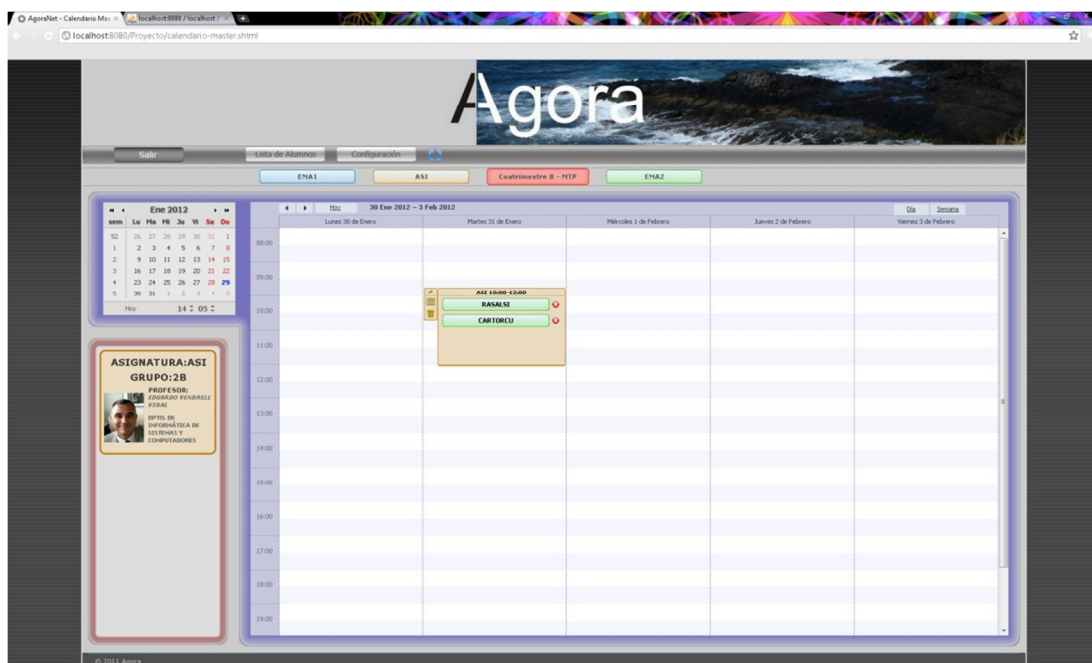 AgoraNet - Calendario Mas
localhost:8080 / localhost /
localhost:8080/Proyecto/calendario-master.shtml
Agora
Salir
Lista de Alumnos
Configuración
EMA1
ASI
Cuatrimestre B - MTP
EMA2
Ene 2012
sem Lu Ma Mi Ju Vi Sa Do
52 26 27 28 29 30 31 1
1 2 3 4 5 6 7 8
2 9 10 11 12 13 14 15
3 16 17 18 19 20 21 22
4 23 24 25 26 27 28 29
5 30 31 1 2 3 4 5
Hoy 14 : 05
Hoy
30 Ene 2012 – 3 Feb 2012
Día
Semana
Lunes 30 de Enero
Martes 31 de Enero
Miércoles 1 de Febrero
Jueves 2 de Febrero
Viernes 3 de Febrero
08:00
09:00
10:00
11:00
12:00
13:00
14:00
15:00
16:00
17:00
18:00
19:00
ASI 10:00-12:00
RASALSI
CARTORCU
ASIGNATURA:ASI
GRUPO:2B
PROFESOR:
EDUARDO VENDRELL
VIDAL
DPTO. DE
INFORMÁTICA DE
SISTEMAS Y
COMPUTADORES
© 2011 Agora